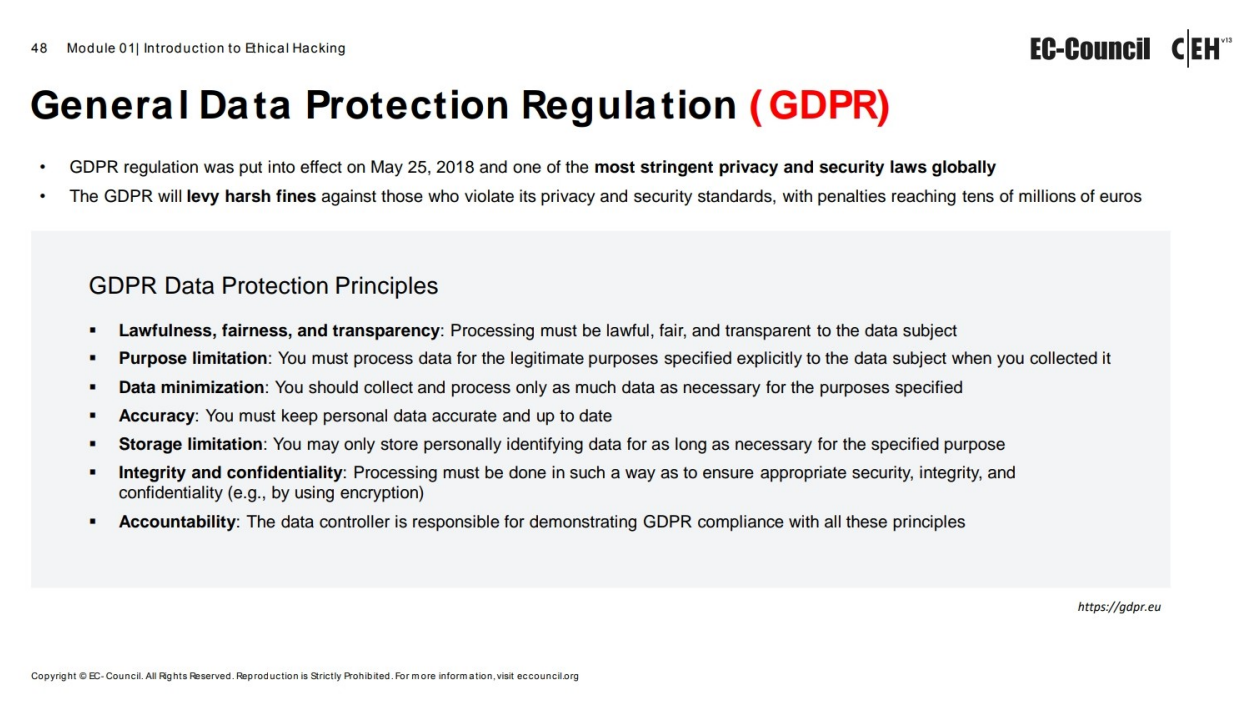 48 Module 01| Introduction to Ethical Hacking
EC-Council C|EH v13
General Data Protection Regulation (GDPR)
• GDPR regulation was put into effect on May 25, 2018 and one of the most stringent privacy and security laws globally
• The GDPR will levy harsh fines against those who violate its privacy and security standards, with penalties reaching tens of millions of euros
GDPR Data Protection Principles
▪ Lawfulness, fairness, and transparency: Processing must be lawful, fair, and transparent to the data subject
▪ Purpose limitation: You must process data for the legitimate purposes specified explicitly to the data subject when you collected it
▪ Data minimization: You should collect and process only as much data as necessary for the purposes specified
▪ Accuracy: You must keep personal data accurate and up to date
▪ Storage limitation: You may only store personally identifying data for as long as necessary for the specified purpose
▪ Integrity and confidentiality: Processing must be done in such a way as to ensure appropriate security, integrity, and
confidentiality (e.g., by using encryption)
▪ Accountability: The data controller is responsible for demonstrating GDPR compliance with all these principles
https://gdpr.eu
Copyright © EC-Council. All Rights Reserved. Reproduction is Strictly Prohibited. For more information, visit eccouncil.org